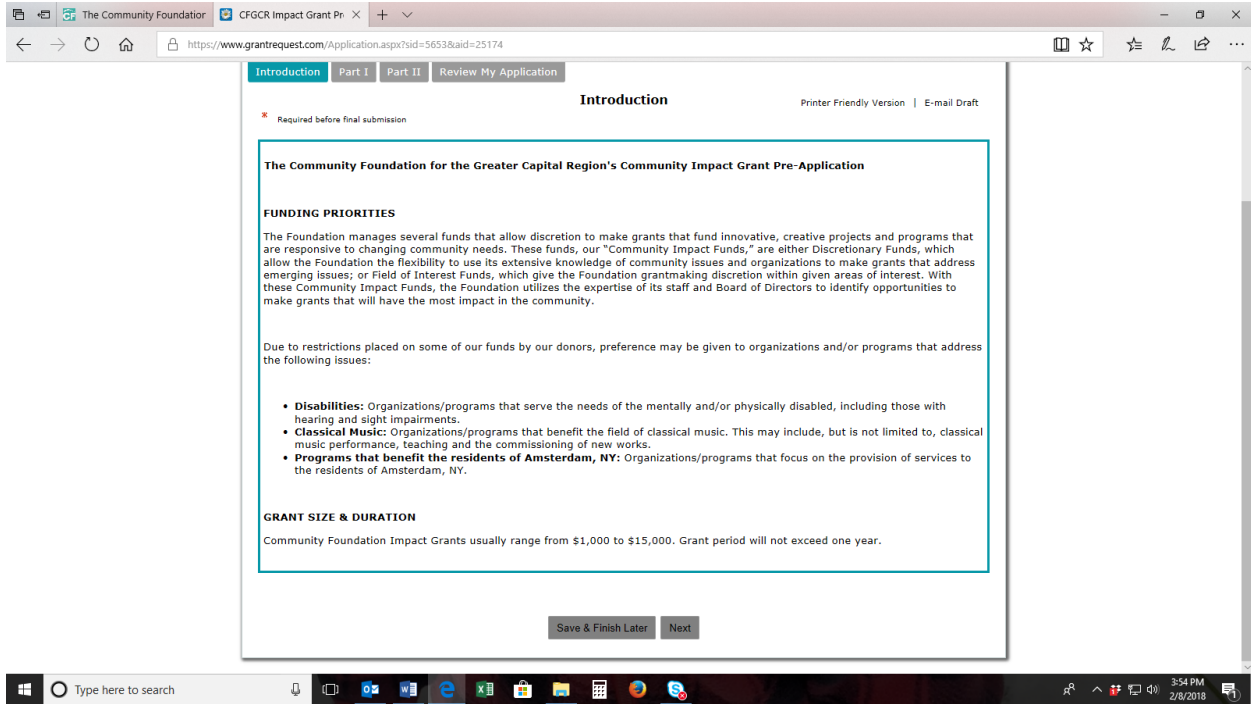 The Community Foundation
CFGCR Impact Grant Pr
https://www.grantrequest.com/Application.aspx?sid=5653&aid=25174
Introduction Part I Part II Review My Application
Introduction
Printer Friendly Version | E-mail Draft
* Required before final submission
The Community Foundation for the Greater Capital Region's Community Impact Grant Pre-Application
FUNDING PRIORITIES
The Foundation manages several funds that allow discretion to make grants that fund innovative, creative projects and programs that
are responsive to changing community needs. These funds, our "Community Impact Funds," are either Discretionary Funds, which
allow the Foundation the flexibility to use its extensive knowledge of community issues and organizations to make grants that address
emerging issues; or Field of Interest Funds, which give the Foundation grantmaking discretion within given areas of interest. With
these Community Impact Funds, the Foundation utilizes the expertise of its staff and Board of Directors to identify opportunities to
make grants that will have the most impact in the community.
Due to restrictions placed on some of our funds by our donors, preference may be given to organizations and/or programs that address
the following issues:
• Disabilities: Organizations/programs that serve the needs of the mentally and/or physically disabled, including those with
hearing and sight impairments.
• Classical Music: Organizations/programs that benefit the field of classical music. This may include, but is not limited to, classical
music performance, teaching and the commissioning of new works.
• Programs that benefit the residents of Amsterdam, NY: Organizations/programs that focus on the provision of services to
the residents of Amsterdam, NY.
GRANT SIZE & DURATION
Community Foundation Impact Grants usually range from $1,000 to $15,000. Grant period will not exceed one year.
Save & Finish Later Next
Type here to search
3:54 PM
2/8/2018